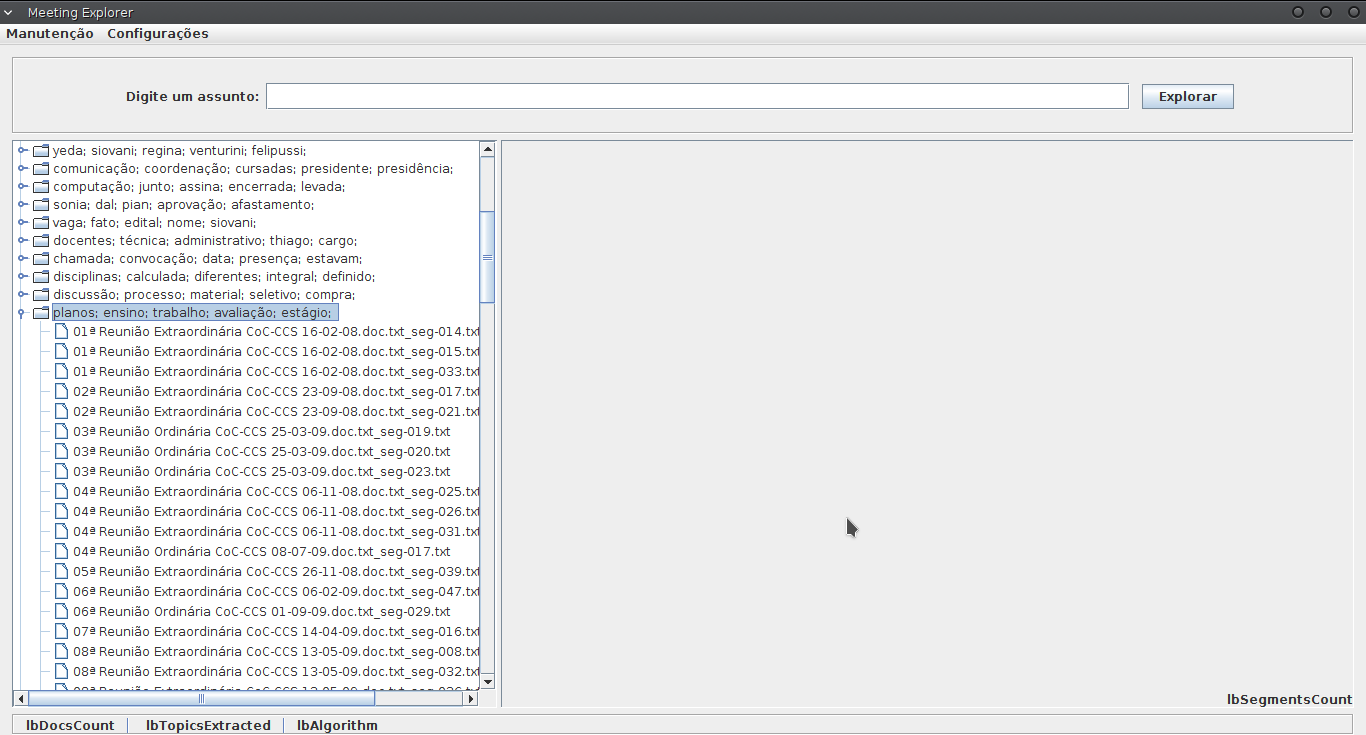 Meeting Explorer
Manutenção Configurações
Digite um assunto: Explorar
yeda; siovani; regina; venturini; felipussi;
comunicação; coordenação; cursadas; presidente; presidência;
computação; junto; assina; encerrada; levada;
sonia; dal; pian; aprovação; afastamento;
vaga; fato; edital; nome; siovani;
docentes; técnica; administrativo; thiago; cargo;
chamada; convocação; data; presença; estavam;
disciplinas; calculada; diferentes; integral; definido;
discussão; processo; material; seletivo; compra;
planos; ensino; trabalho; avaliação; estágio;
01ª Reunião Extraordinária CoC-CCS 16-02-08.doc.txt_seg-014.txt
01ª Reunião Extraordinária CoC-CCS 16-02-08.doc.txt_seg-015.txt
01ª Reunião Extraordinária CoC-CCS 16-02-08.doc.txt_seg-033.txt
02ª Reunião Extraordinária CoC-CCS 23-09-08.doc.txt_seg-017.txt
02ª Reunião Extraordinária CoC-CCS 23-09-08.doc.txt_seg-021.txt
03ª Reunião Ordinária CoC-CCS 25-03-09.doc.txt_seg-019.txt
03ª Reunião Ordinária CoC-CCS 25-03-09.doc.txt_seg-020.txt
03ª Reunião Ordinária CoC-CCS 25-03-09.doc.txt_seg-023.txt
04ª Reunião Extraordinária CoC-CCS 06-11-08.doc.txt_seg-025.txt
04ª Reunião Extraordinária CoC-CCS 06-11-08.doc.txt_seg-026.txt
04ª Reunião Extraordinária CoC-CCS 06-11-08.doc.txt_seg-031.txt
04ª Reunião Ordinária CoC-CCS 08-07-09.doc.txt_seg-017.txt
05ª Reunião Extraordinária CoC-CCS 26-11-08.doc.txt_seg-039.txt
06ª Reunião Extraordinária CoC-CCS 06-02-09.doc.txt_seg-047.txt
06ª Reunião Ordinária CoC-CCS 01-09-09.doc.txt_seg-029.txt
07ª Reunião Extraordinária CoC-CCS 14-04-09.doc.txt_seg-016.txt
08ª Reunião Extraordinária CoC-CCS 13-05-09.doc.txt_seg-008.txt
08ª Reunião Extraordinária CoC-CCS 13-05-09.doc.txt_seg-032.txt
lbSegmentsCount
lbDocsCount lbTopicsExtracted lbAlgorithm